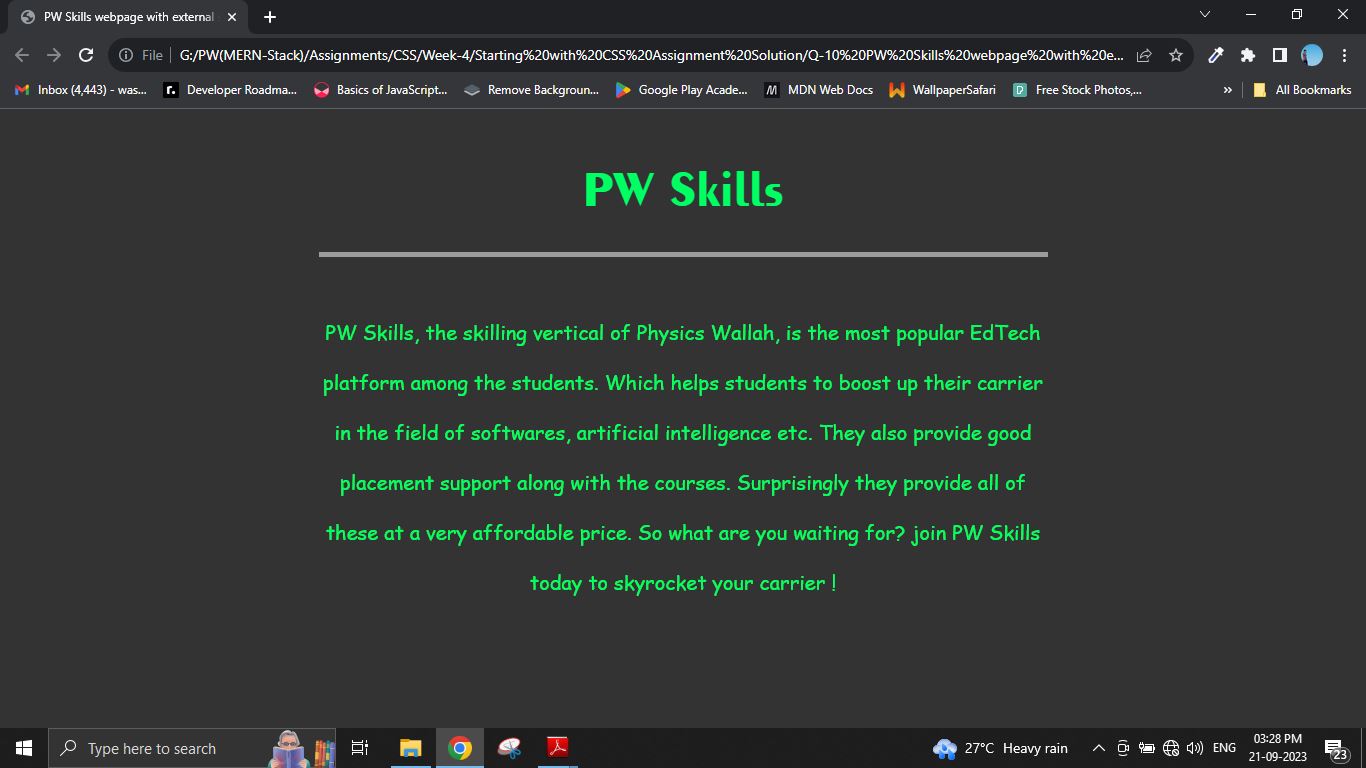 PW Skills webpage with external
File
G:/PW(MERN-Stack)/Assignments/CSS/Week-4/Starting%20with%20CSS%20Assignment%20Solution/Q-10%20PW%20Skills%20webpage%20with%20e...
Inbox (4,443) - was...
r.
Developer Roadma...
Basics of JavaScript...
Remove Backgroun...
Google Play Acade...
M
MDN Web Docs
WallpaperSafari
Free Stock Photos,...
»
All Bookmarks
PW Skills
PW Skills, the skilling vertical of Physics Wallah, is the most popular EdTech
platform among the students. Which helps students to boost up their carrier
in the field of softwares, artificial intelligence etc. They also provide good
placement support along with the courses. Surprisingly they provide all of
these at a very affordable price. So what are you waiting for? join PW Skills
today to skyrocket your carrier !
Type here to search
27°C Heavy rain
ENG
03:28 PM
21-09-2023
23